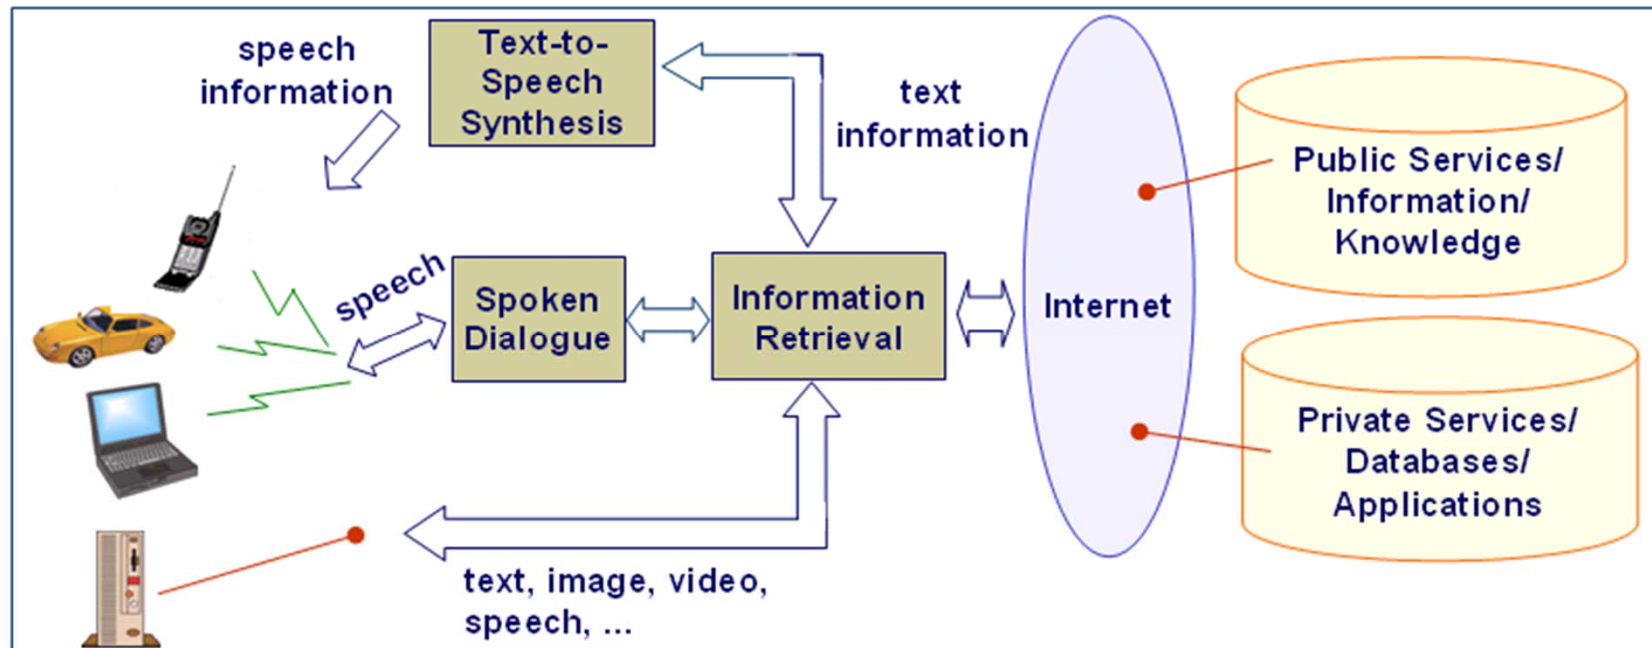 speech
information
Text-to-
Speech
Synthesis
text
information
Public Services/
Information/
Knowledge
speech
Spoken
Dialogue
Information
Retrieval
Internet
Private Services/
Databases/
Applications
text, image, video,
speech, ...